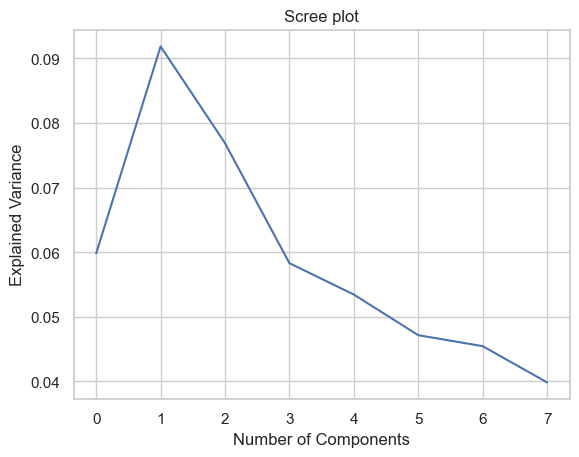 Scree plot
0.09
0.08
0.07
0.06
0.05
0.04
Explained Variance
0 1 2 3 4 5 6 7
Number of Components